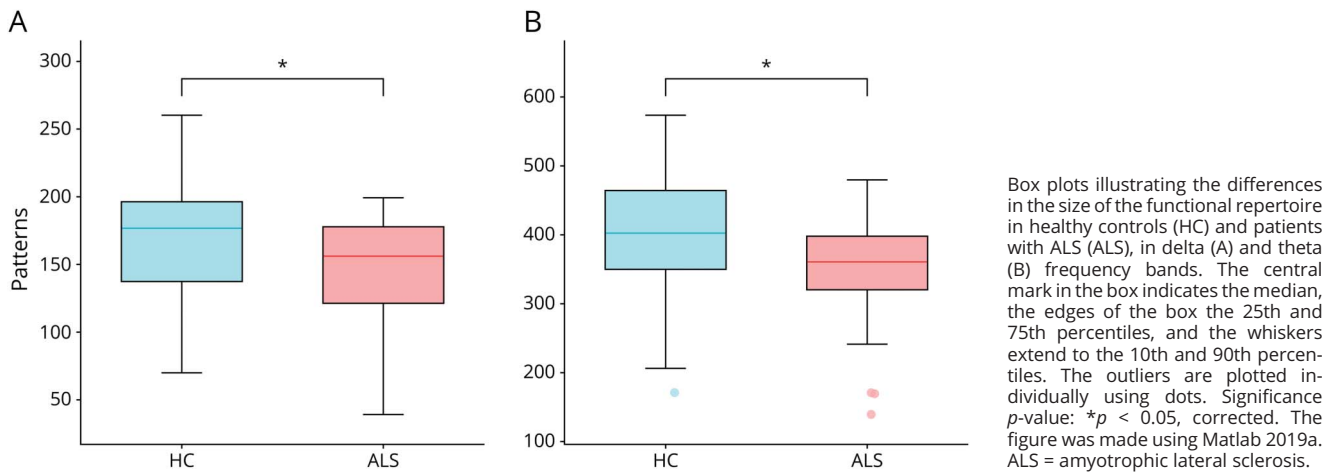 A
300
250
200
150
100
50
Patterns
*
HC
ALS
B
600
500
400
300
200
100
*
HC
ALS
Box plots illustrating the differences
in the size of the functional repertoire
in healthy controls (HC) and patients
with ALS (ALS), in delta (A) and theta
(B) frequency bands. The central
mark in the box indicates the median,
the edges of the box the 25th and
75th percentiles, and the whiskers
extend to the 10th and 90th percen-
tiles. The outliers are plotted in-
dividually using dots. Significance
p-value: *p < 0.05, corrected. The
figure was made using Matlab 2019a.
ALS = amyotrophic lateral sclerosis.